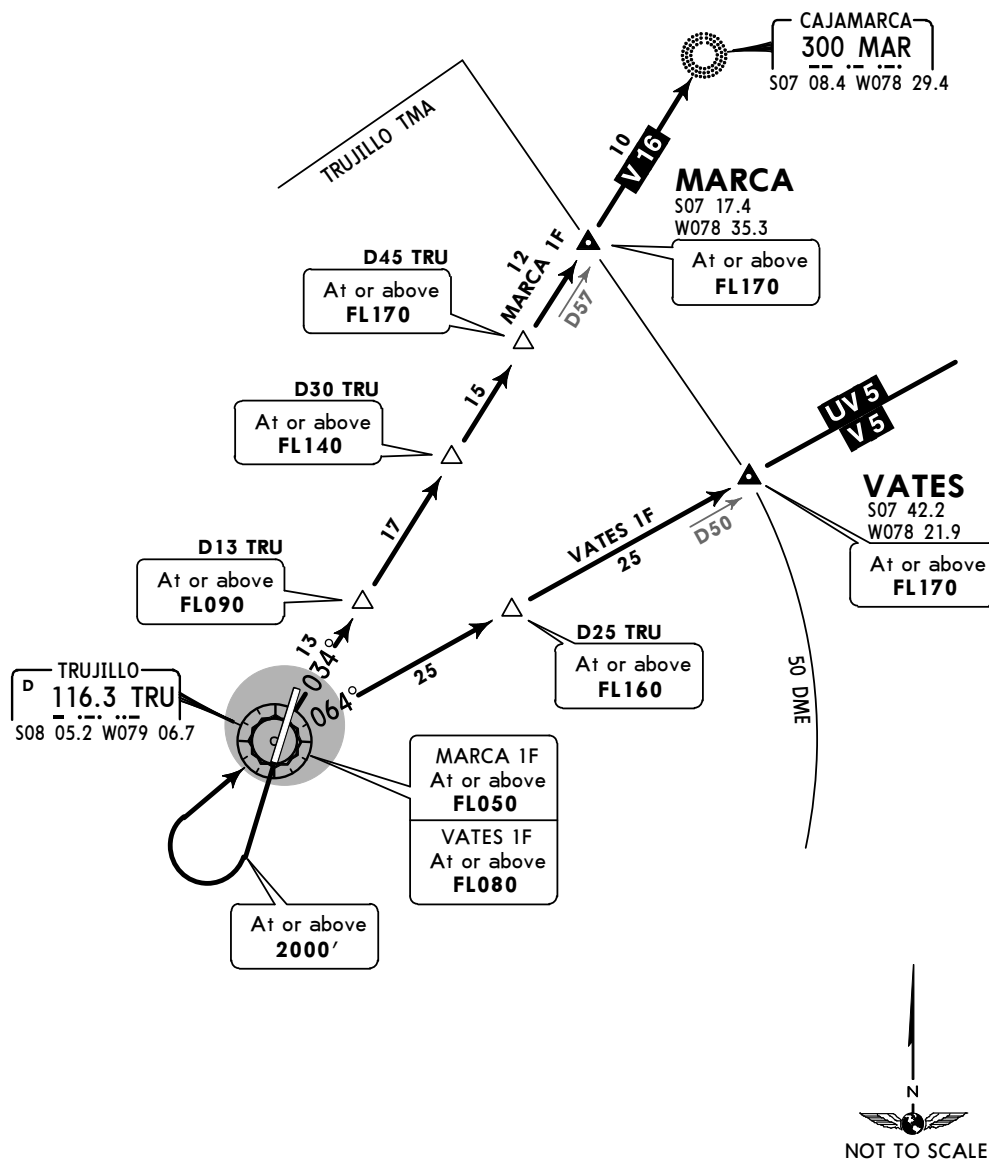 CAJAMARCA
300 MAR
S07 08.4 W078 29.4
TRUJILLO TMA
10
V 16
MARCA
S07 17.4
W078 35.3
At or above
FL170
12
MARCA 1F
D57
D45 TRU
At or above
FL170
15
D30 TRU
At or above
FL140
UV 5
V 5
VATES
S07 42.2
W078 21.9
At or above
FL170
17
VATES 1F
25
D50
D13 TRU
At or above
FL090
D25 TRU
At or above
FL160
13
034°
064°
25
50 DME
TRUJILLO
D 116.3 TRU
S08 05.2 W079 06.7
MARCA 1F
At or above
FL050
VATES 1F
At or above
FL080
At or above
2000'
N
NOT TO SCALE